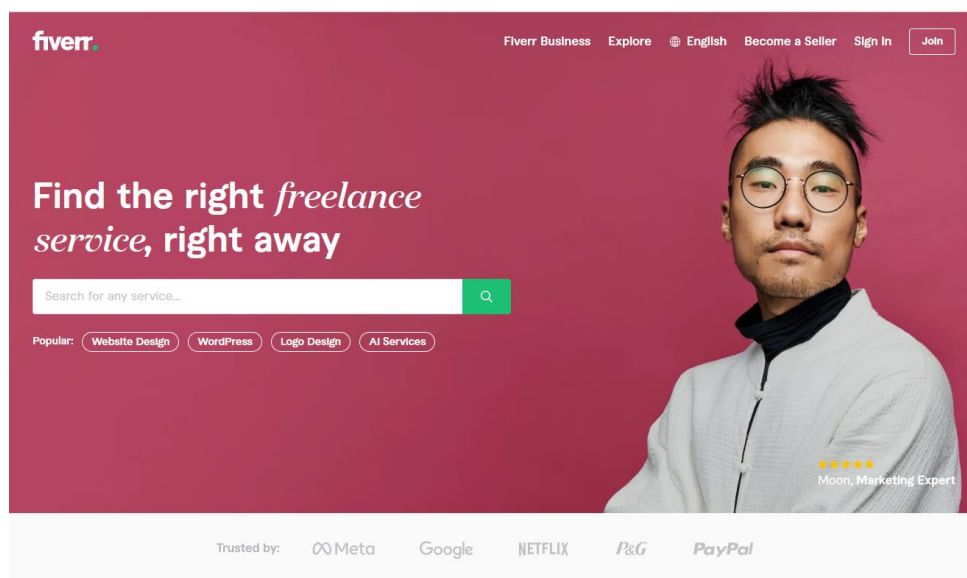 fiverr.
Fiverr Business Explore English Become a Seller Sign In Join
Find the right freelance
service, right away
Search for any service...
Popular: Website Design WordPress Logo Design AI Services
★★★★★
Moon, Marketing Expert
Trusted by: Meta Google NETFLIX P&G PayPal